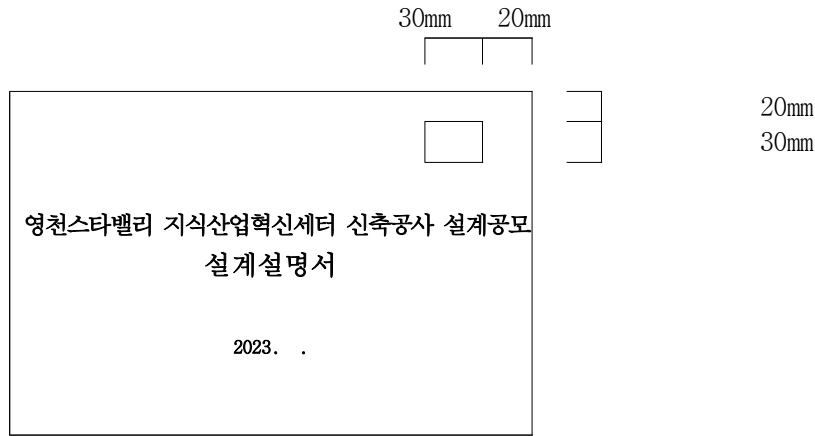 30mm 20mm
20mm
30mm
영천스타밸리 지식산업혁신세터 신축공사 설계공모
설계설명서
2023. .